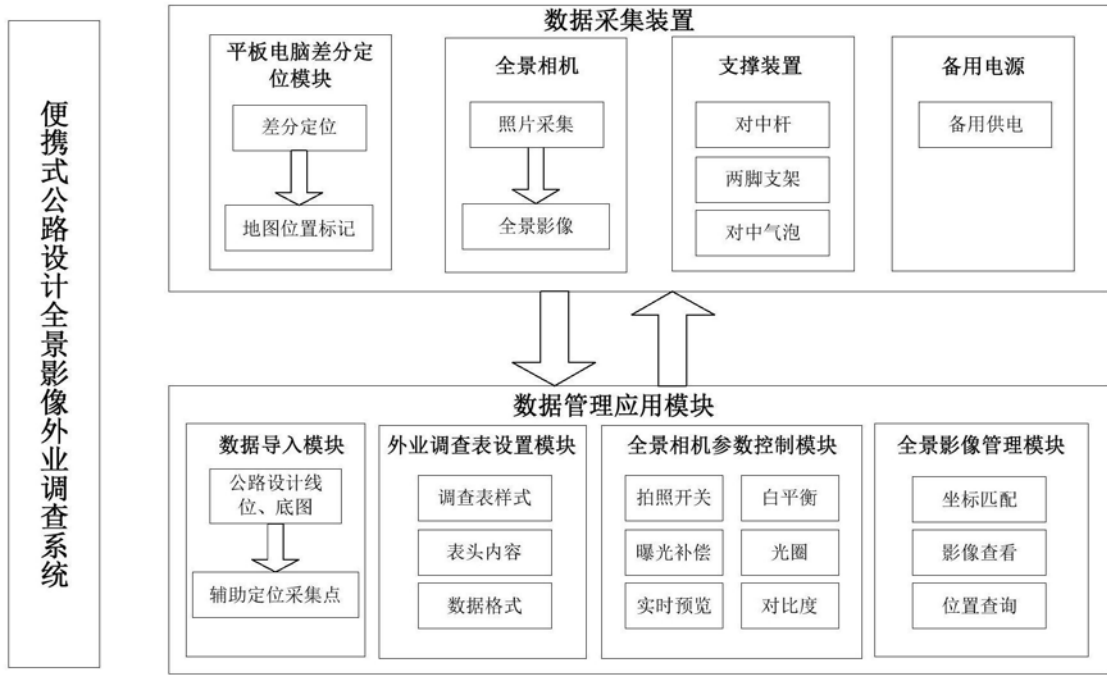 便携式公路设计全景影像外业调查系统
数据采集装置
平板电脑差分定
位模块
差分定位
地图位置标记
全景相机
照片采集
全景影像
支撑装置
对中杆
两脚支架
对中气泡
备用电源
备用供电
数据管理应用模块
数据导入模块
公路设计线
位、底图
辅助定位采集点
外业调查表设置模块
调查表样式
表头内容
数据格式
全景相机参数控制模块
拍照开关
白平衡
曝光补偿
光圈
实时预览
对比度
全景影像管理模块
坐标匹配
影像查看
位置查询